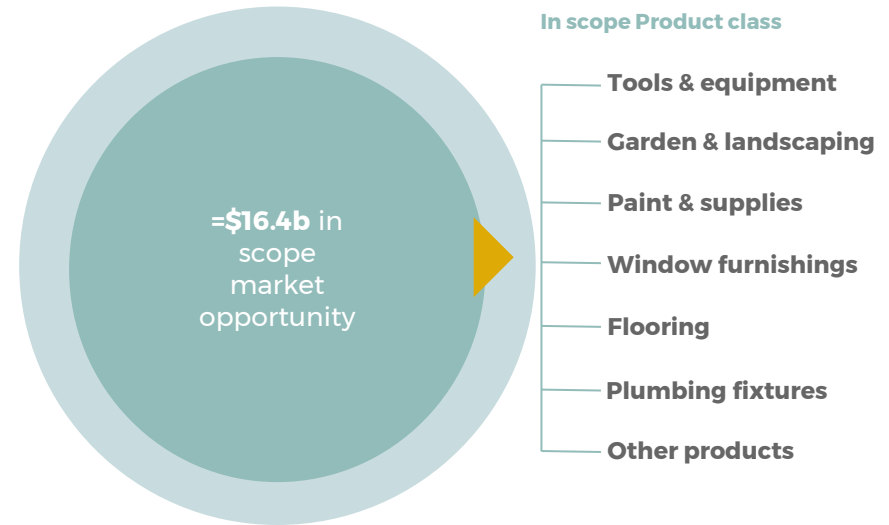 =$16.4b in
scope
market
opportunity
In scope Product class
Tools & equipment
Garden & landscaping
Paint & supplies
Window furnishings
Flooring
Plumbing fixtures
Other products